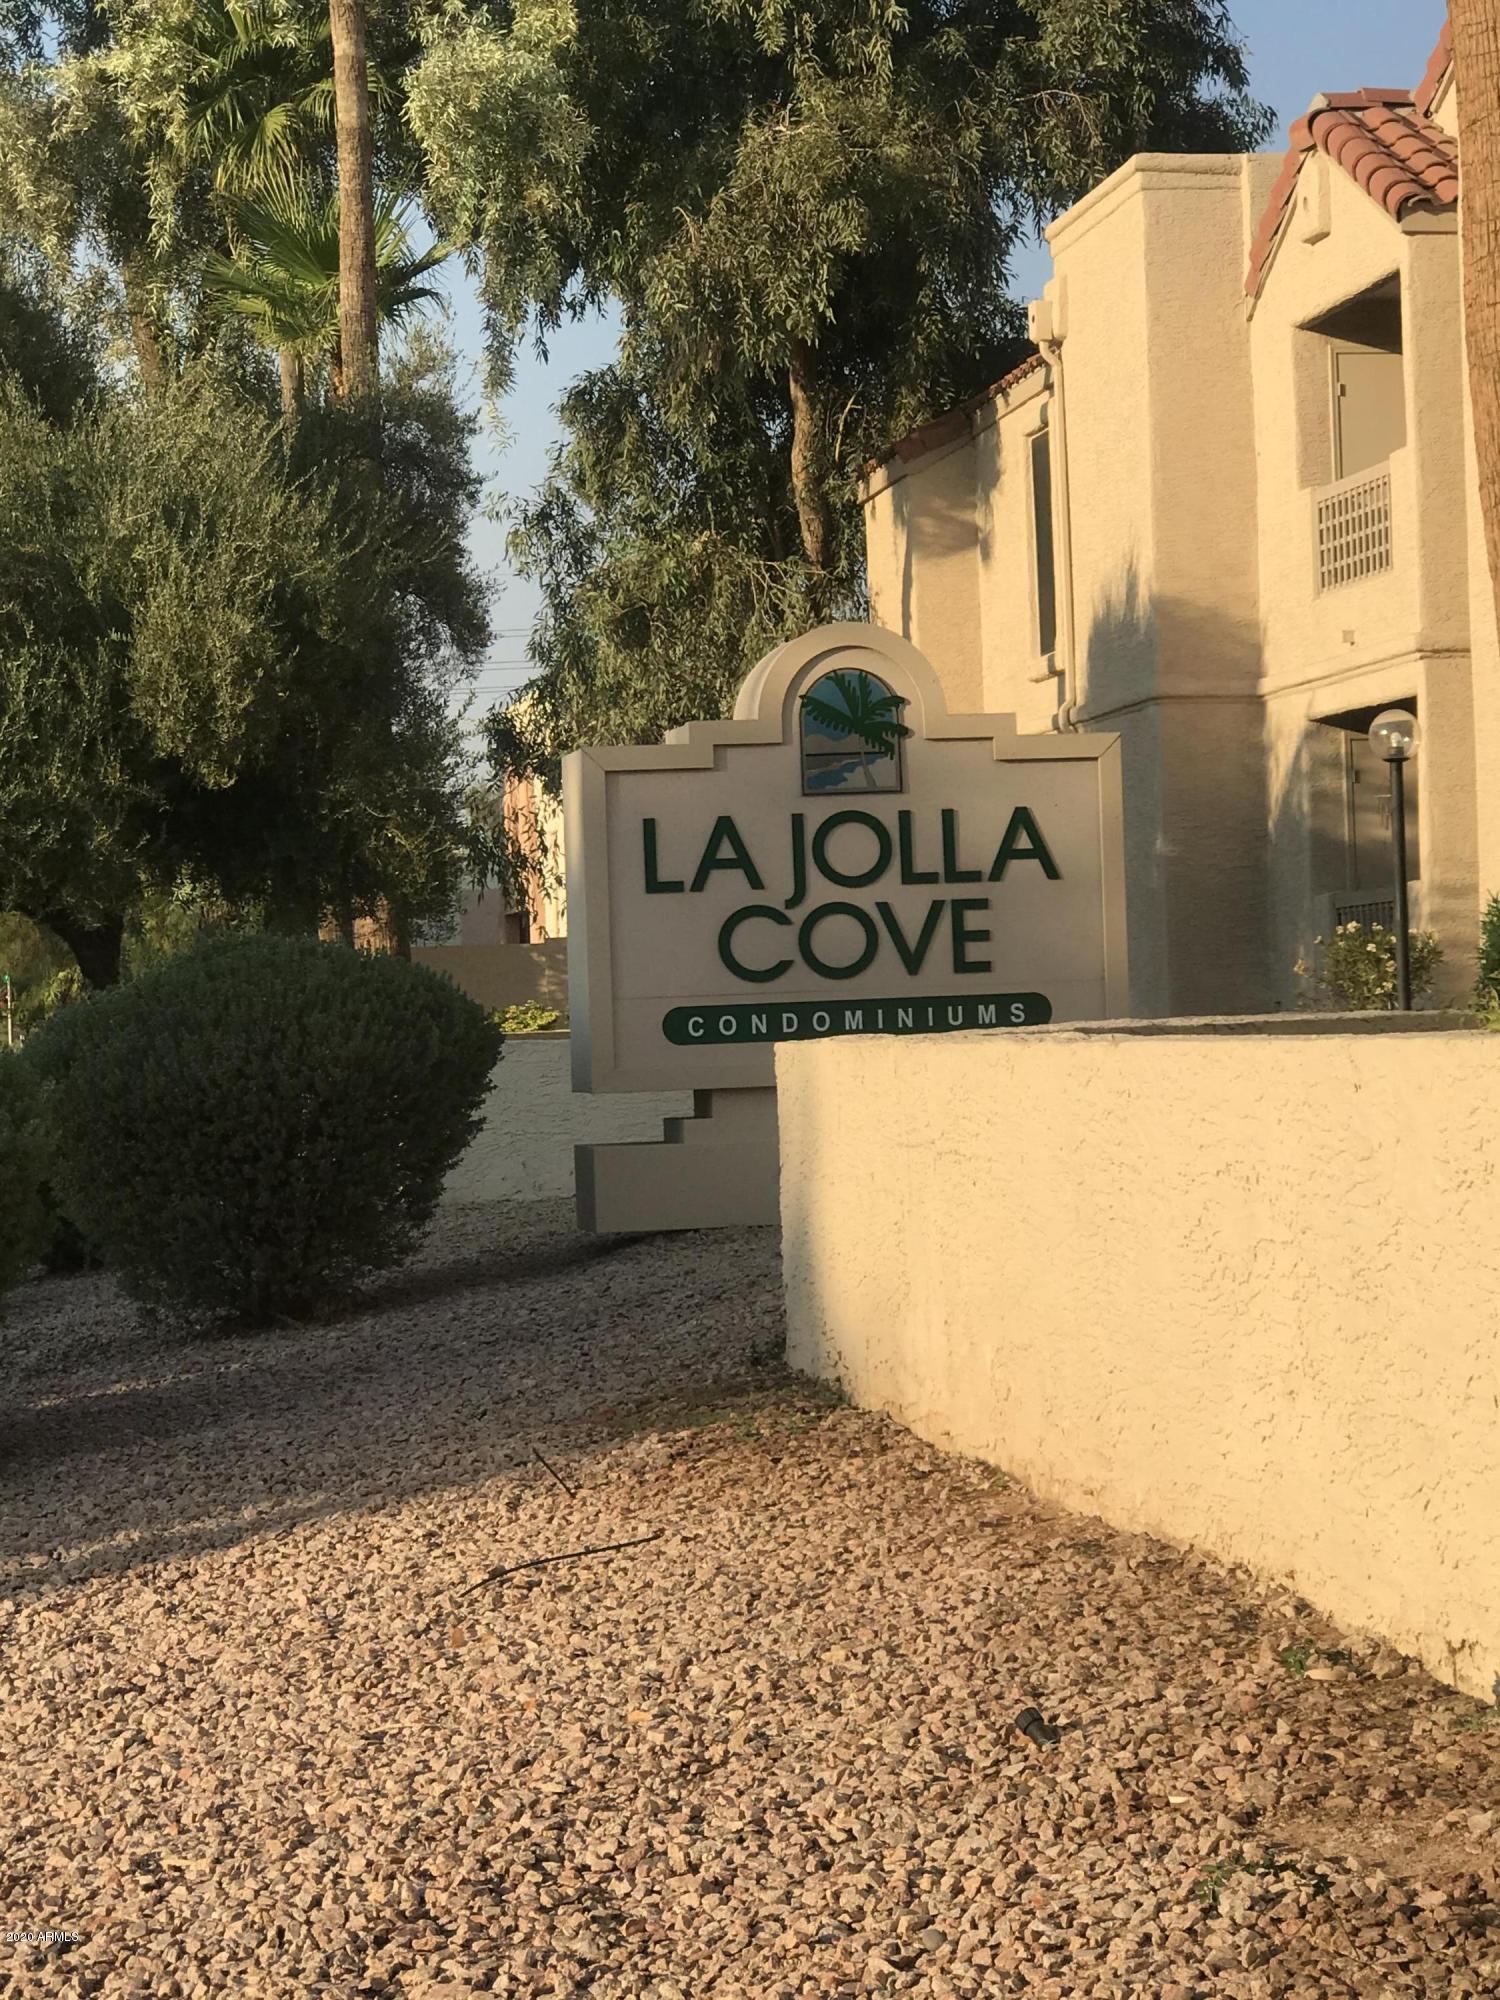 LA JOLLA
COVE
CONDOMINIUMS
2020 ARMLS